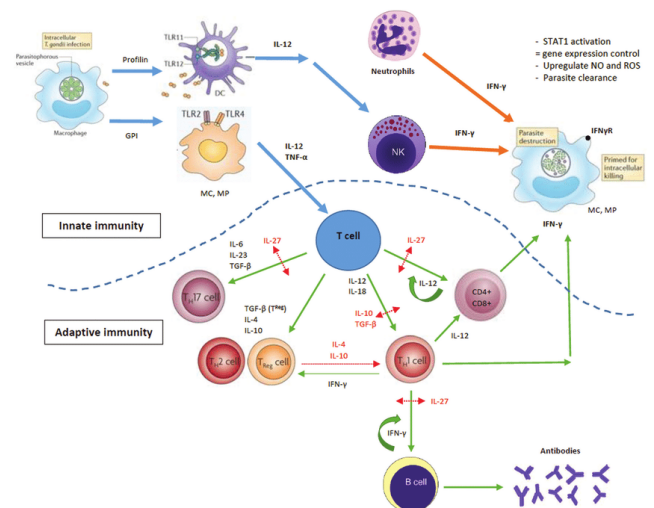 Intracellular
T. gondii infection
Parasitophorous
vesicle
Macrophage
Profilin
GPI
TLR11
TLR12
DC
IL-12
TLR2
TLR4
MC, MP
IL-12
TNF-α
Neutrophils
NK
IFN-γ
IFN-γ
- STAT1 activation
= gene expression control
- Upregulate NO and ROS
- Parasite clearance
Parasite
destruction
IFNγR
Primed for
intracellular
killing
MC, MP
IFN-γ
Innate immunity
Adaptive immunity
T cell
IL-6
IL-23
TGF-β
IL-27
IL-27
IL-12
TH17 cell
IL-12
IL-18
CD4+
CD8+
TGF-β (TReg)
IL-4
IL-10
IL-10
TGF-β
IL-12
TH2 cell
TReg cell
IL-4
IL-10
IFN-γ
TH1 cell
IL-27
IFN-γ
B cell
Antibodies